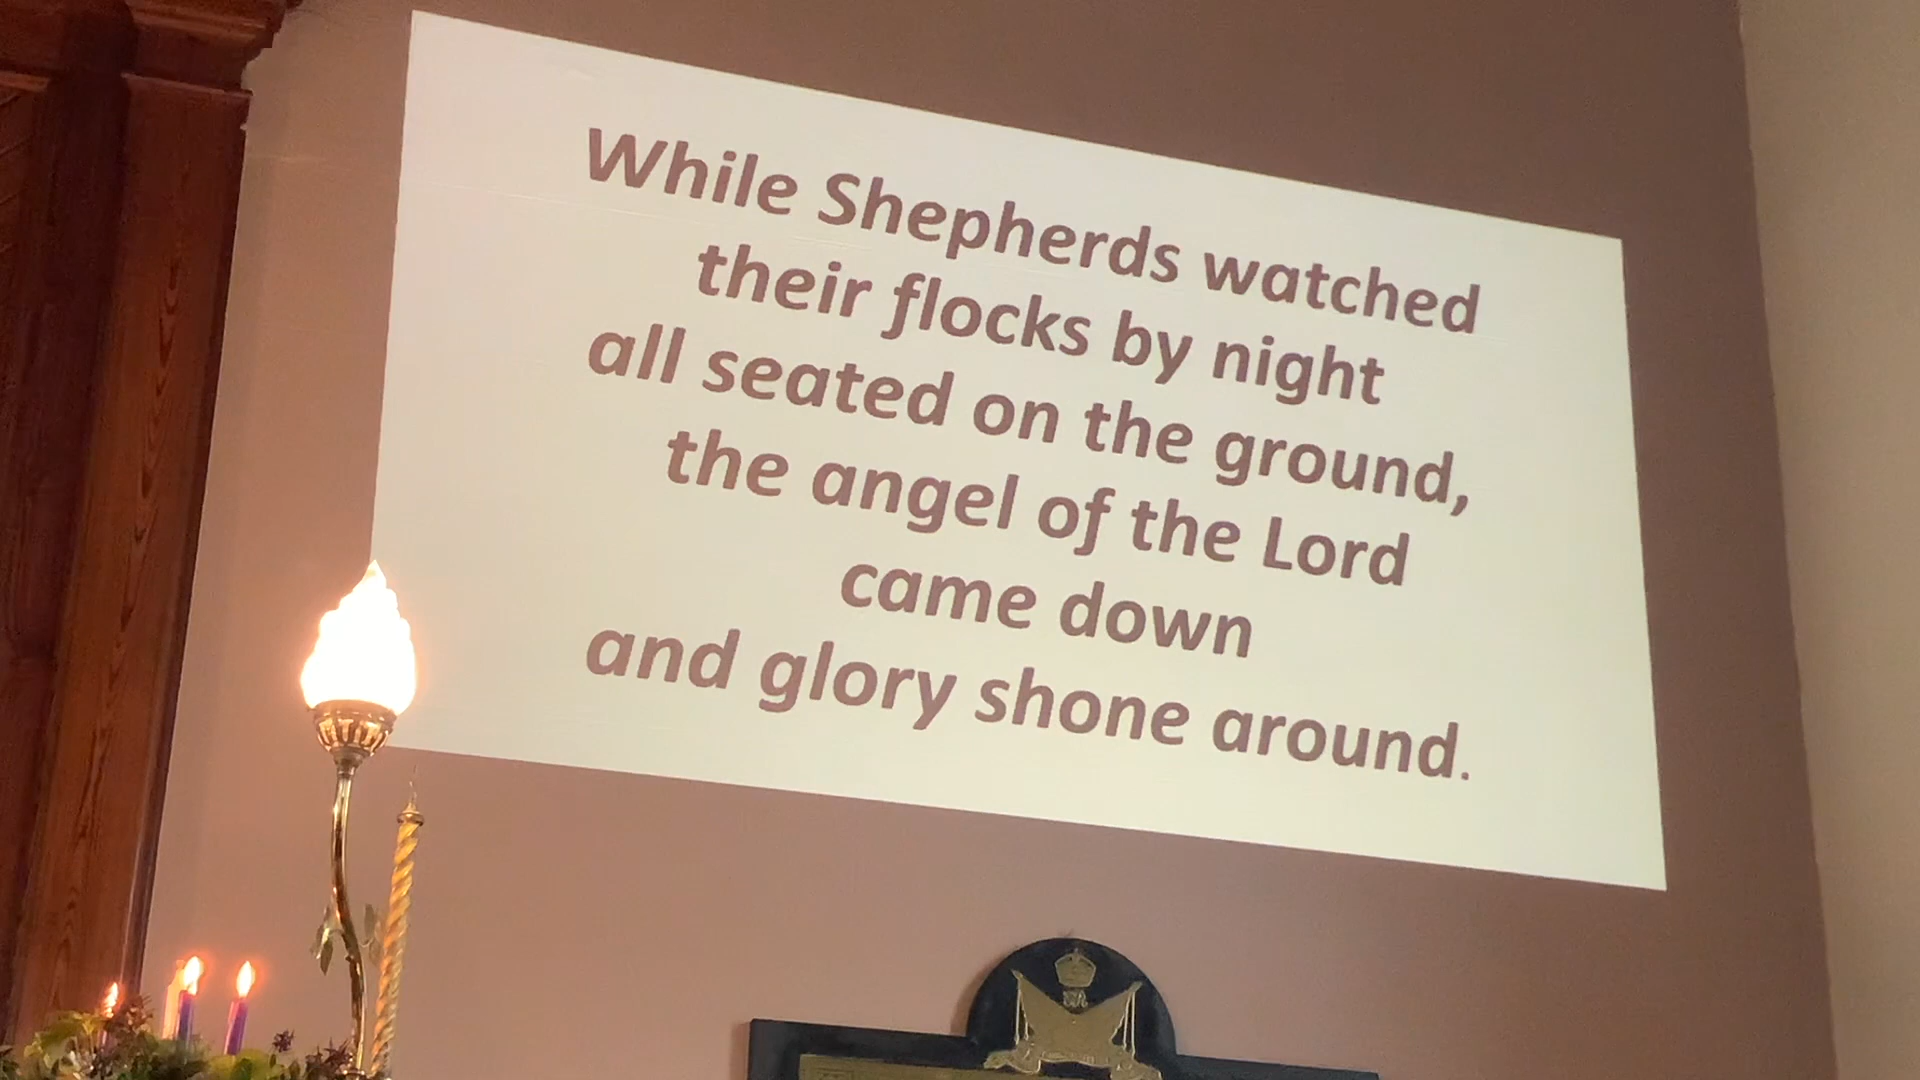 While Shepherds watched
their flocks by night
all seated on the ground,
the angel of the Lord
came down
and glory shone around.